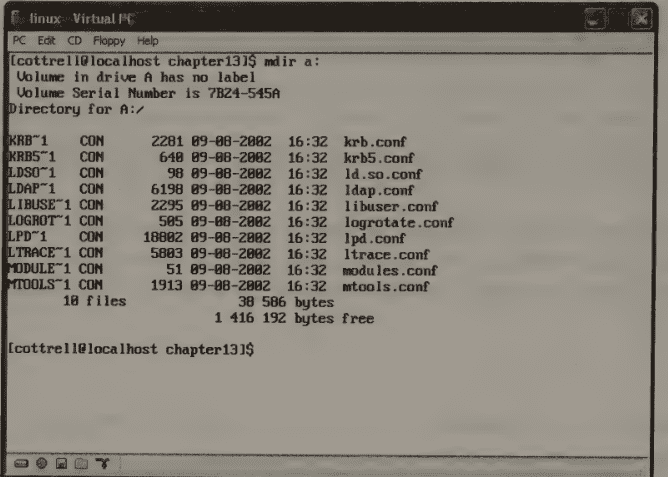 linux - Virtual PC
PC Edit CD Floppy Help
[cottrell@localhost chapter13]$ mdir a:
Volume in drive A has no label
Volume Serial Number is 7B24-545A
Directory for A:/
KRB~1 CON 2281 09-08-2002 16:32 krb.conf
KRB5~1 CON 640 09-08-2002 16:32 krb5.conf
LDSO~1 CON 98 09-08-2002 16:32 ld.so.conf
LDAP~1 CON 6198 09-08-2002 16:32 ldap.conf
LIBUSE~1 CON 2295 09-08-2002 16:32 libuser.conf
LOGROT~1 CON 505 09-08-2002 16:32 logrotate.conf
LPD~1 CON 18802 09-08-2002 16:32 lpd.conf
LTRACE~1 CON 5803 09-08-2002 16:32 ltrace.conf
MODULE~1 CON 51 09-08-2002 16:32 modules.conf
MTOOLS~1 CON 1913 09-08-2002 16:32 mtools.conf
10 files 38 586 bytes
1 416 192 bytes free
[cottrell@localhost chapter13]$